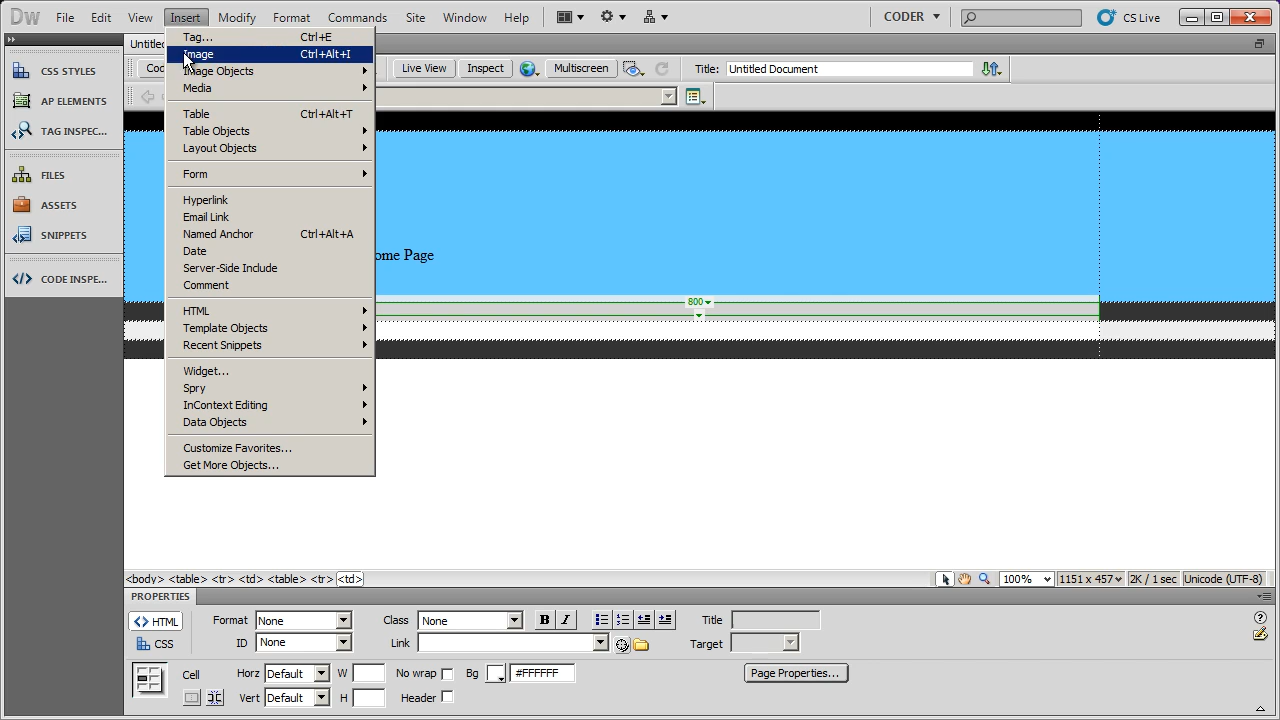 Dw File Edit View Insert Modify Format Commands Site Window Help CODER CS Live
Tag... Ctrl+E
Image Ctrl+Alt+I
Image Objects
Media
Table Ctrl+Alt+T
Table Objects
Layout Objects
Form
Hyperlink
Email Link
Named Anchor Ctrl+Alt+A
Date
Server-Side Include
Comment
HTML
Template Objects
Recent Snippets
Widget...
Spry
InContext Editing
Data Objects
Customize Favorites...
Get More Objects...
CSS STYLES
AP ELEMENTS
TAG INSPEC...
FILES
ASSETS
SNIPPETS
CODE INSPE...
Live View Inspect Multiscreen Title: Untitled Document
Page
800
<body> <table> <tr> <td> <table> <tr> <td> 100% 1151 x 457 2K / 1 sec Unicode (UTF-8)
PROPERTIES
HTML Format None Class None B I Title
CSS ID None Link Target
Cell Horz Default W No wrap Bg #FFFFFF Page Properties...
Vert Default H Header